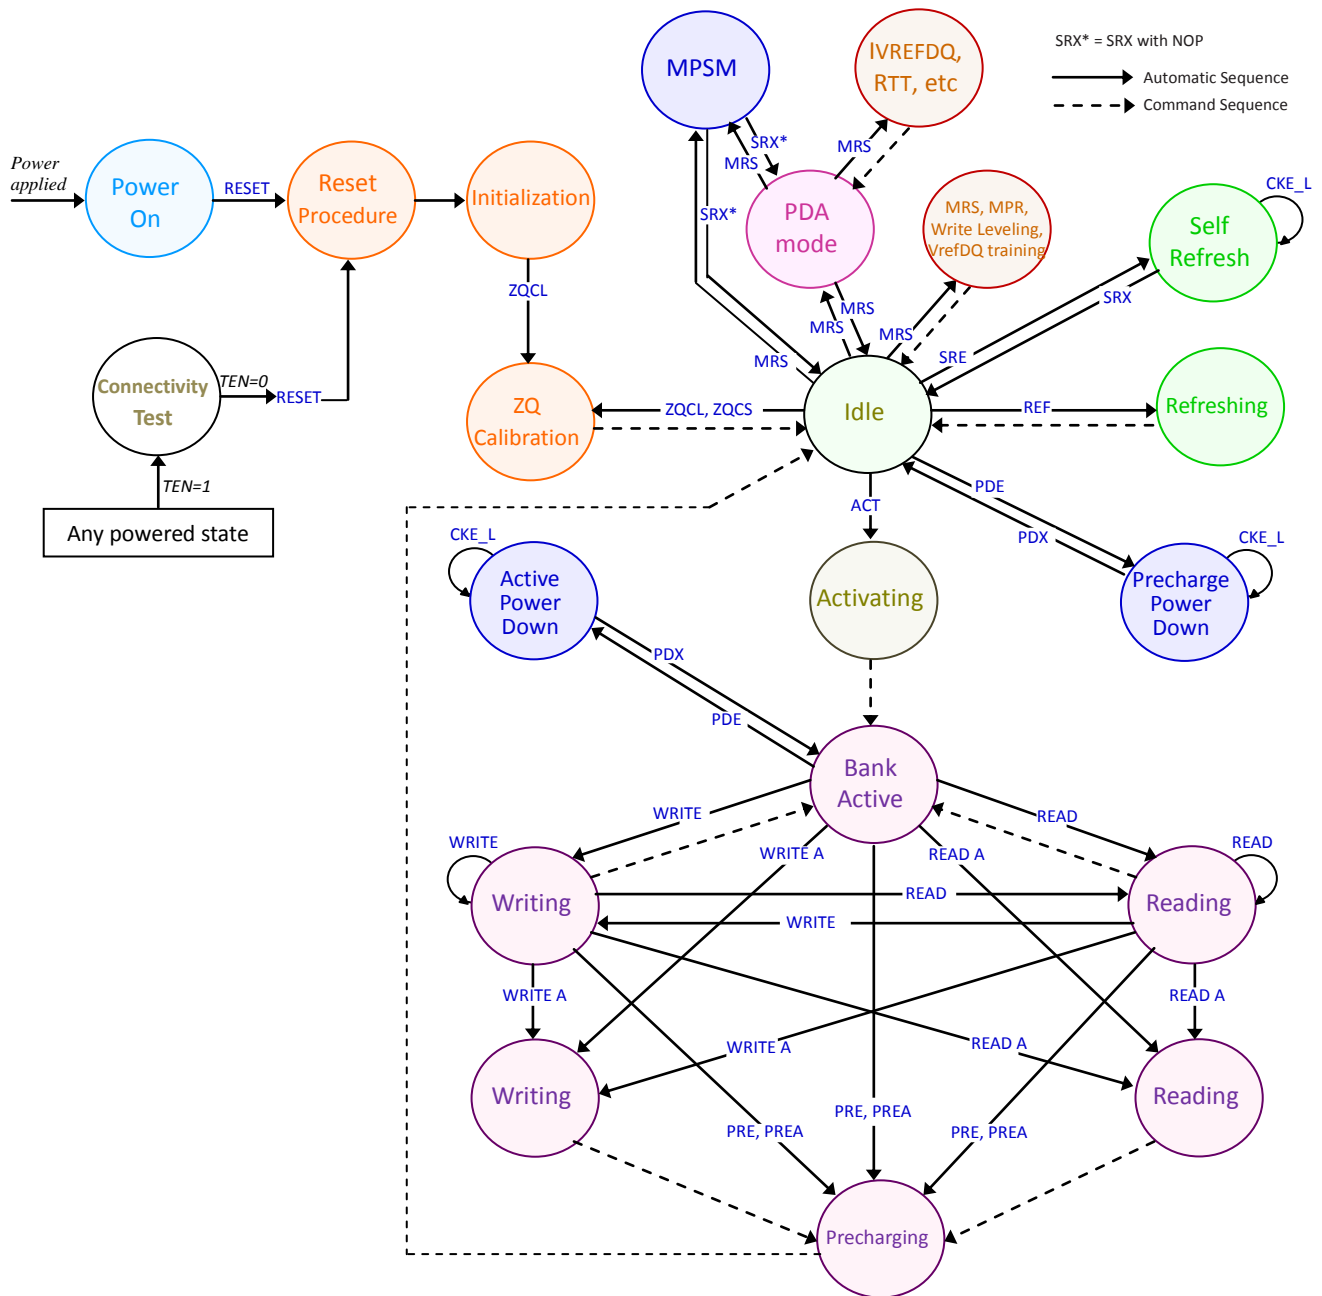 MPSM
IVREFDQ,
RTT, etc
SRX* = SRX with NOP
Automatic Sequence
Command Sequence
Power
applied
Power
On
RESET
Reset
Procedure
Initialization
SRX*
MRS
MRS
PDA
mode
SRX*
MRS, MPR,
Write Leveling,
VrefDQ training
CKE_L
Self
Refresh
ZQCL
MRS
MRS
MRS
SRX
SRE
MRS
Connectivity
Test
TEN=0
RESET
ZQ
Calibration
ZQCL, ZQCS
Idle
REF
Refreshing
TEN=1
Any powered state
ACT
PDE
PDX
CKE_L
Active
Power
Down
Activating
CKE_L
Precharge
Power
Down
PDX
PDE
Bank
Active
WRITE
READ
WRITE
WRITE A
READ A
READ
Writing
READ
WRITE
Reading
WRITE A
READ A
WRITE A
READ A
Writing
Reading
PRE, PREA
PRE, PREA
PRE, PREA
Precharging